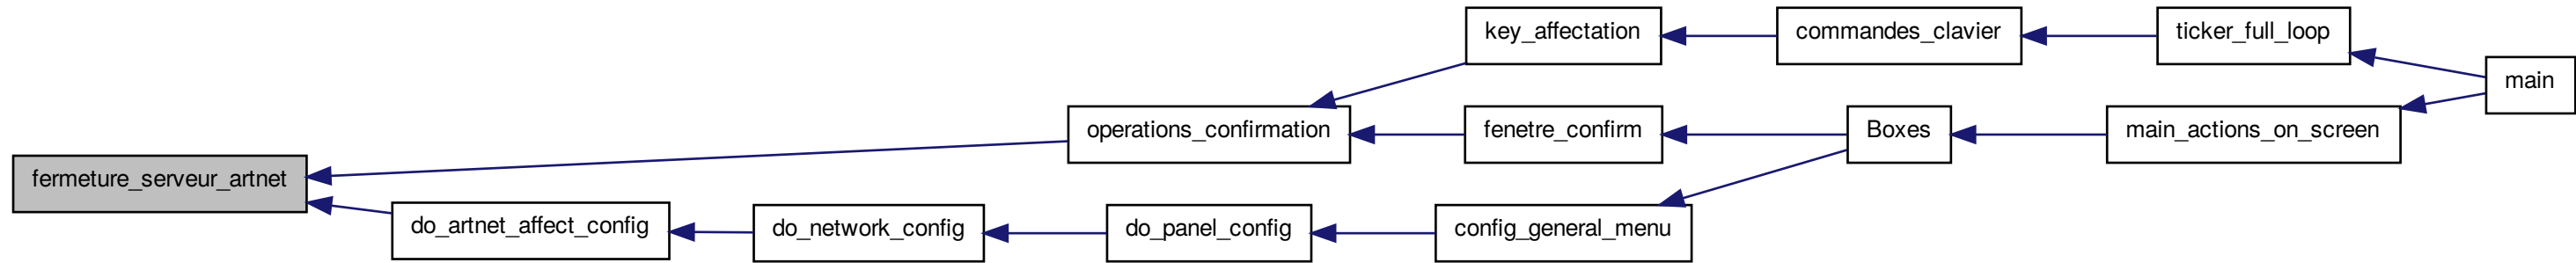 key_affectation
commandes_clavier
ticker_full_loop
main
operations_confirmation
fenetre_confirm
Boxes
main_actions_on_screen
fermeture_serveur_artnet
do_artnet_affect_config
do_network_config
do_panel_config
config_general_menu